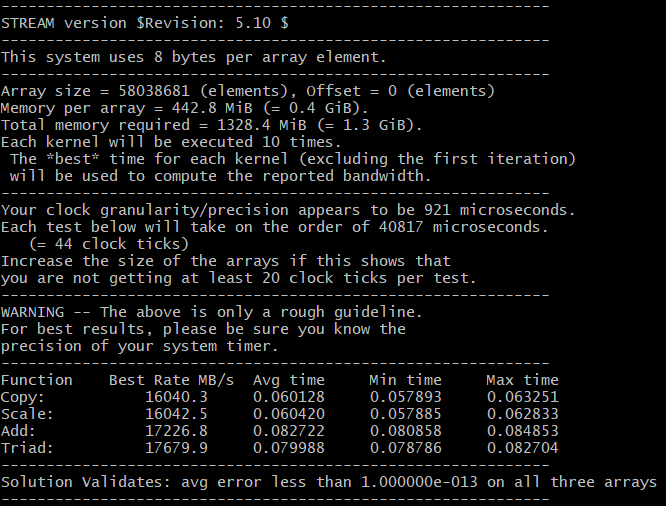 -------------------------------------------------------------
STREAM version $Revision: 5.10 $
-------------------------------------------------------------
This system uses 8 bytes per array element.
-------------------------------------------------------------
Array size = 58038681 (elements), Offset = 0 (elements)
Memory per array = 442.8 MiB (= 0.4 GiB).
Total memory required = 1328.4 MiB (= 1.3 GiB).
Each kernel will be executed 10 times.
 The *best* time for each kernel (excluding the first iteration)
 will be used to compute the reported bandwidth.
-------------------------------------------------------------
Your clock granularity/precision appears to be 921 microseconds.
Each test below will take on the order of 40817 microseconds.
   (= 44 clock ticks)
Increase the size of the arrays if this shows that
you are not getting at least 20 clock ticks per test.
-------------------------------------------------------------
WARNING -- The above is only a rough guideline.
For best results, please be sure you know the
precision of your system timer.
-------------------------------------------------------------
Function    Best Rate MB/s  Avg time     Min time     Max time
Copy:           16040.3     0.060128     0.057893     0.063251
Scale:          16042.5     0.060420     0.057885     0.062833
Add:            17226.8     0.082722     0.080858     0.084853
Triad:          17679.9     0.079988     0.078786     0.082704
-------------------------------------------------------------
Solution Validates: avg error less than 1.000000e-013 on all three arrays
-------------------------------------------------------------